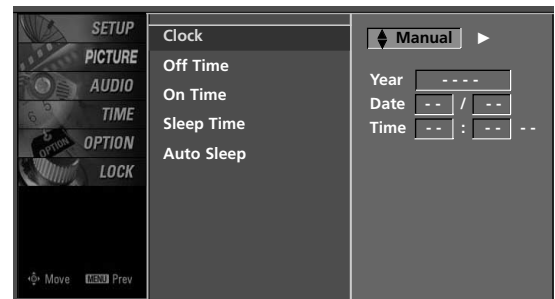 SETUP
PICTURE
AUDIO
TIME
OPTION
LOCK
Move MENU Prev
Clock
Off Time
On Time
Sleep Time
Auto Sleep
Manual
Year - - - -
Date - - / - -
Time - - : - - - -